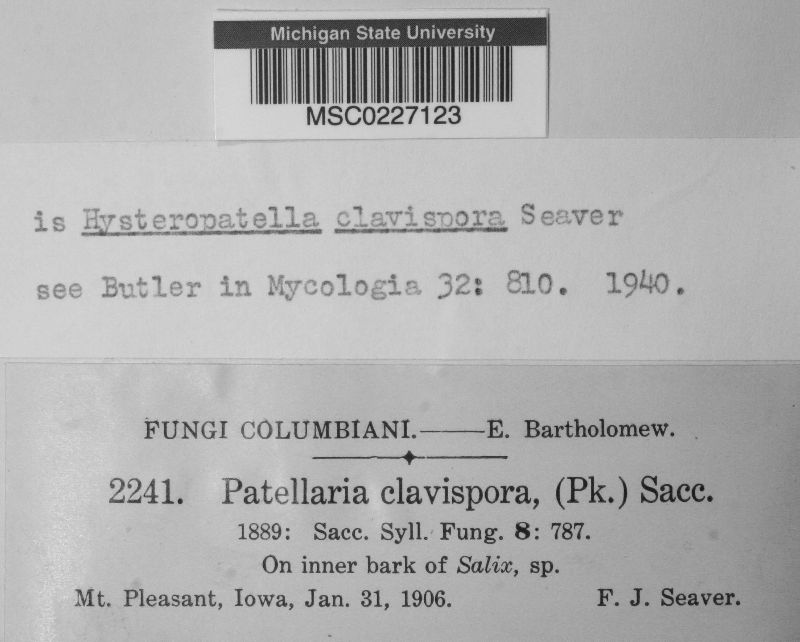 Michigan State University
MSC0227123
is Hysteropatella clavispora Seaver
see Butler in Mycologia 32: 810. 1940.
FUNGI COLUMBIANI.——E. Bartholomew.
2241. Patellaria clavispora, (Pk.) Sacc.
1889: Sacc. Syll. Fung. 8: 787.
On inner bark of Salix, sp.
Mt. Pleasant, Iowa, Jan. 31, 1906. F. J. Seaver.